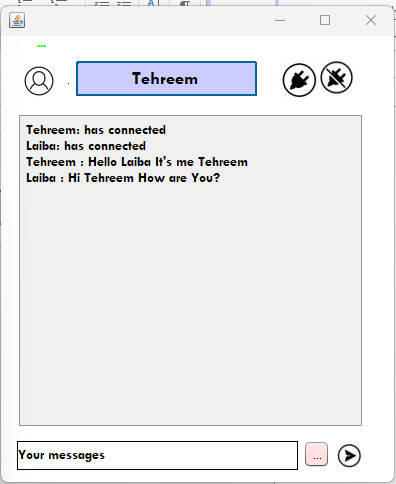 ...
Tehreem
Tehreem: has connected
Laiba: has connected
Tehreem : Hello Laiba It's me Tehreem
Laiba : Hi Tehreem How are You?
Your messages
...